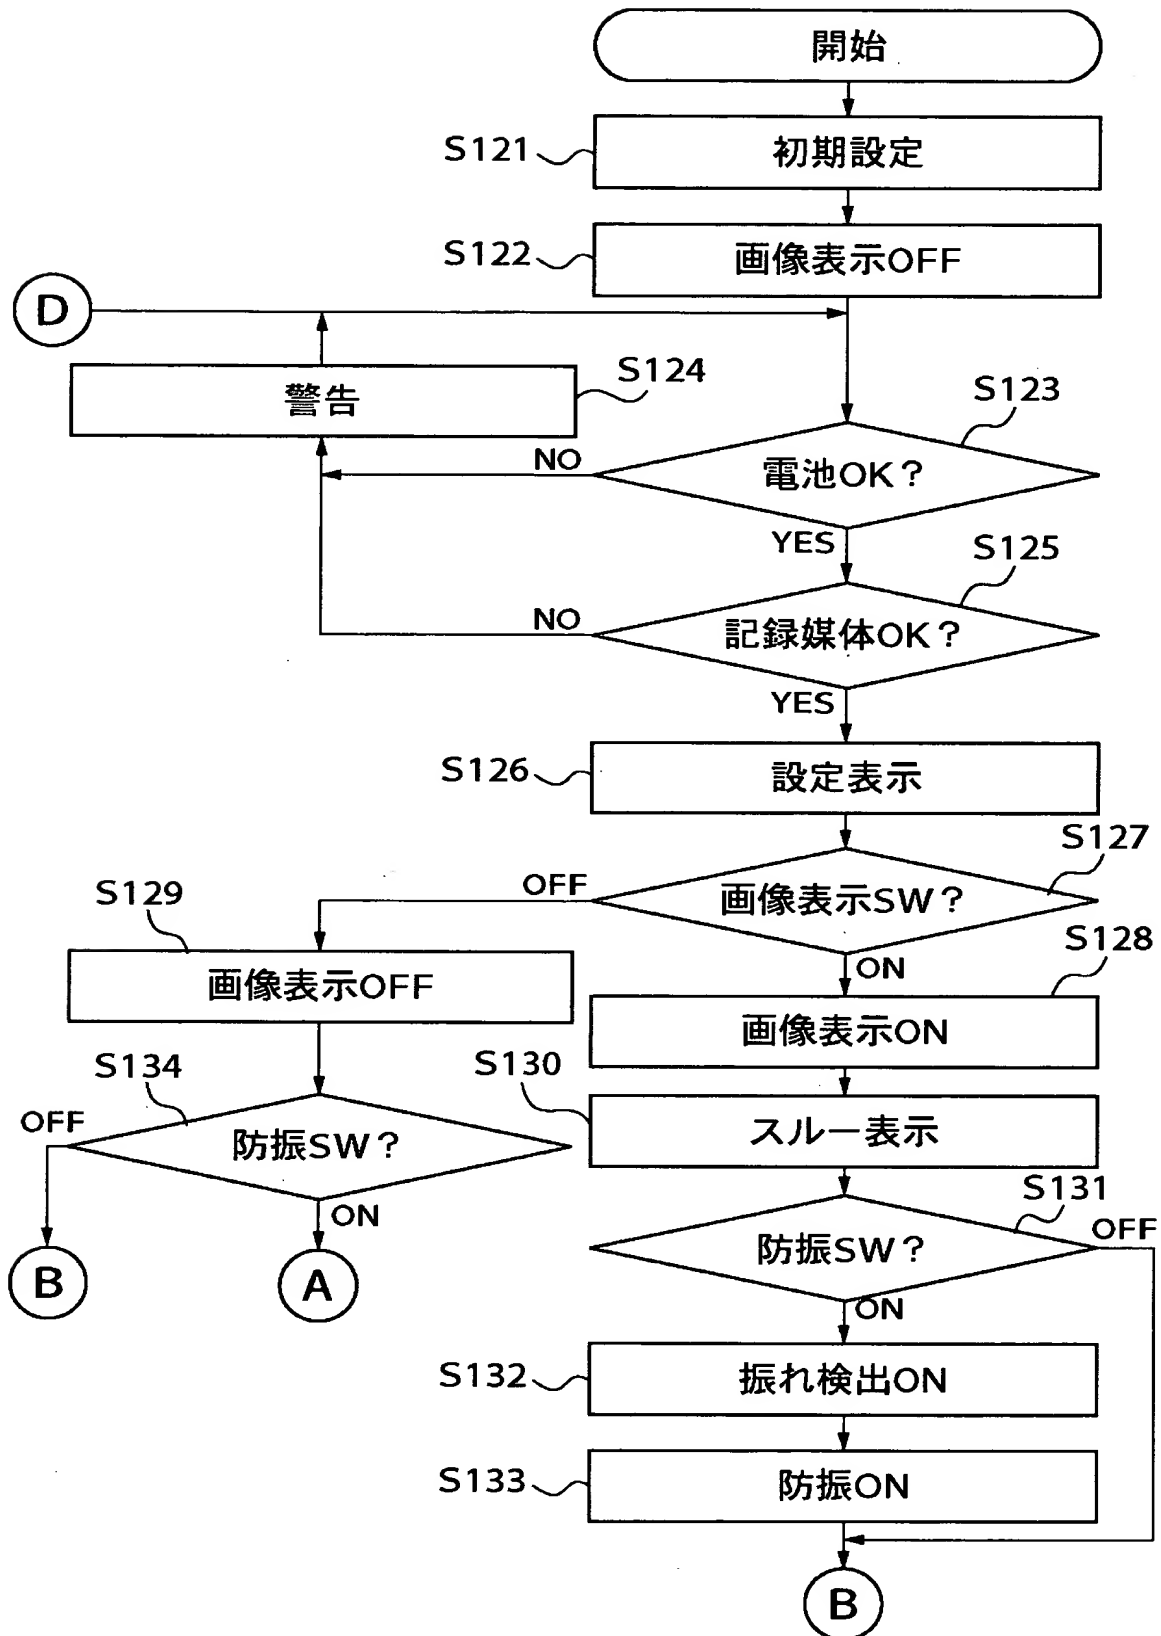 開始
S121
初期設定
S122
画像表示OFF
D
S124
警告
S123
NO
電池OK？
YES
S125
NO
記録媒体OK？
YES
S126
設定表示
S127
OFF
画像表示SW？
S129
ON
S128
画像表示OFF
画像表示ON
S134
S130
OFF
防振SW？
スルー表示
ON
S131
OFF
防振SW？
B
A
ON
S132
振れ検出ON
S133
防振ON
B